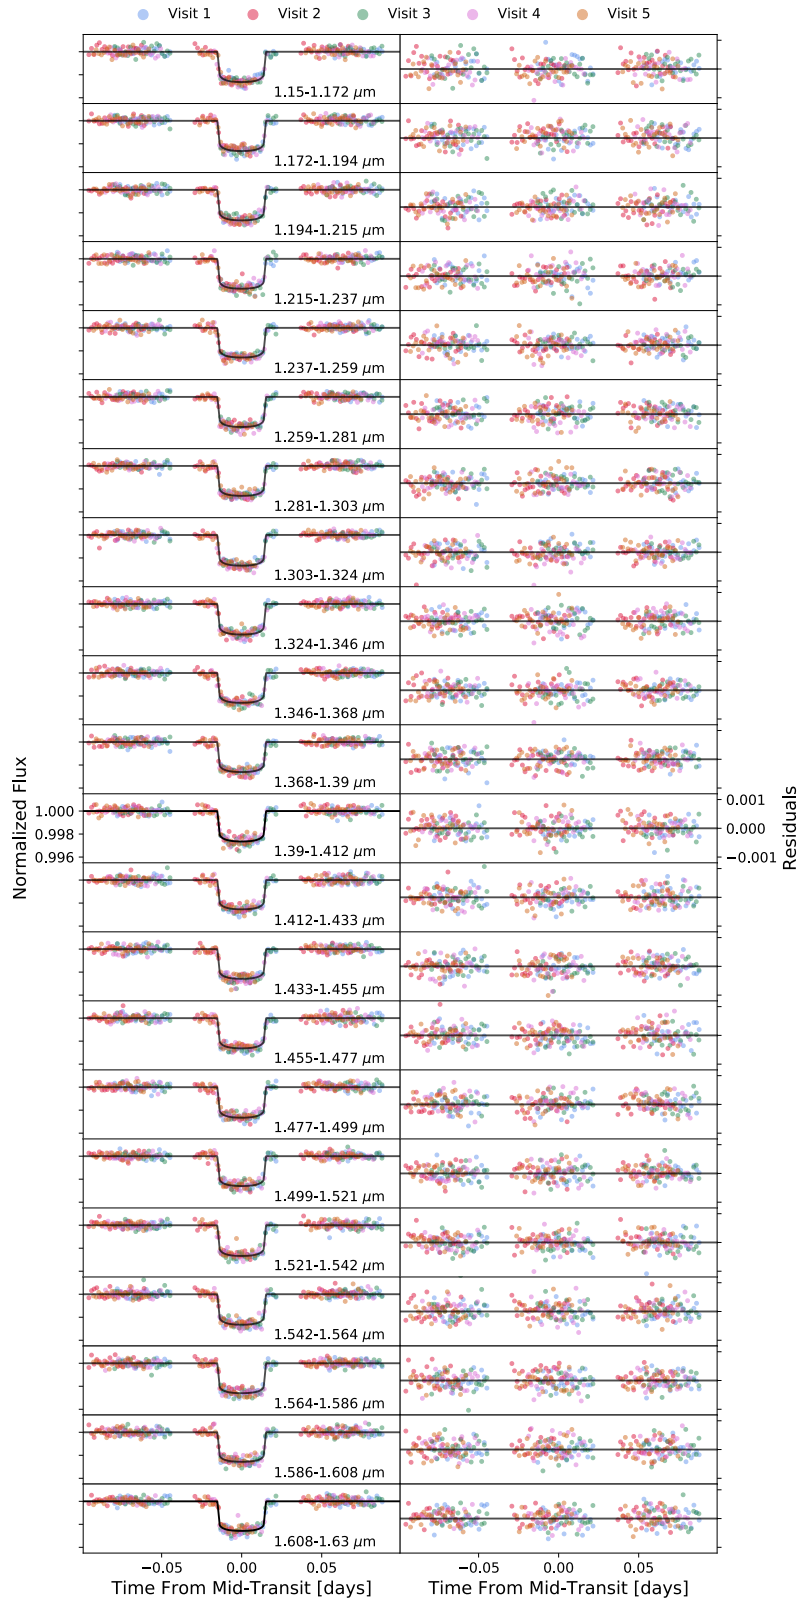 Visit 1 Visit 2 Visit 3 Visit 4 Visit 5
1.15-1.172 μm
1.172-1.194 μm
1.194-1.215 μm
1.215-1.237 μm
1.237-1.259 μm
1.259-1.281 μm
1.281-1.303 μm
1.303-1.324 μm
1.324-1.346 μm
1.346-1.368 μm
1.368-1.39 μm
Normalized Flux
1.000
0.998
0.996
1.39-1.412 μm
0.001
0.000
−0.001
Residuals
1.412-1.433 μm
1.433-1.455 μm
1.455-1.477 μm
1.477-1.499 μm
1.499-1.521 μm
1.521-1.542 μm
1.542-1.564 μm
1.564-1.586 μm
1.586-1.608 μm
1.608-1.63 μm
−0.05 0.00 0.05 −0.05 0.00 0.05
Time From Mid-Transit [days] Time From Mid-Transit [days]